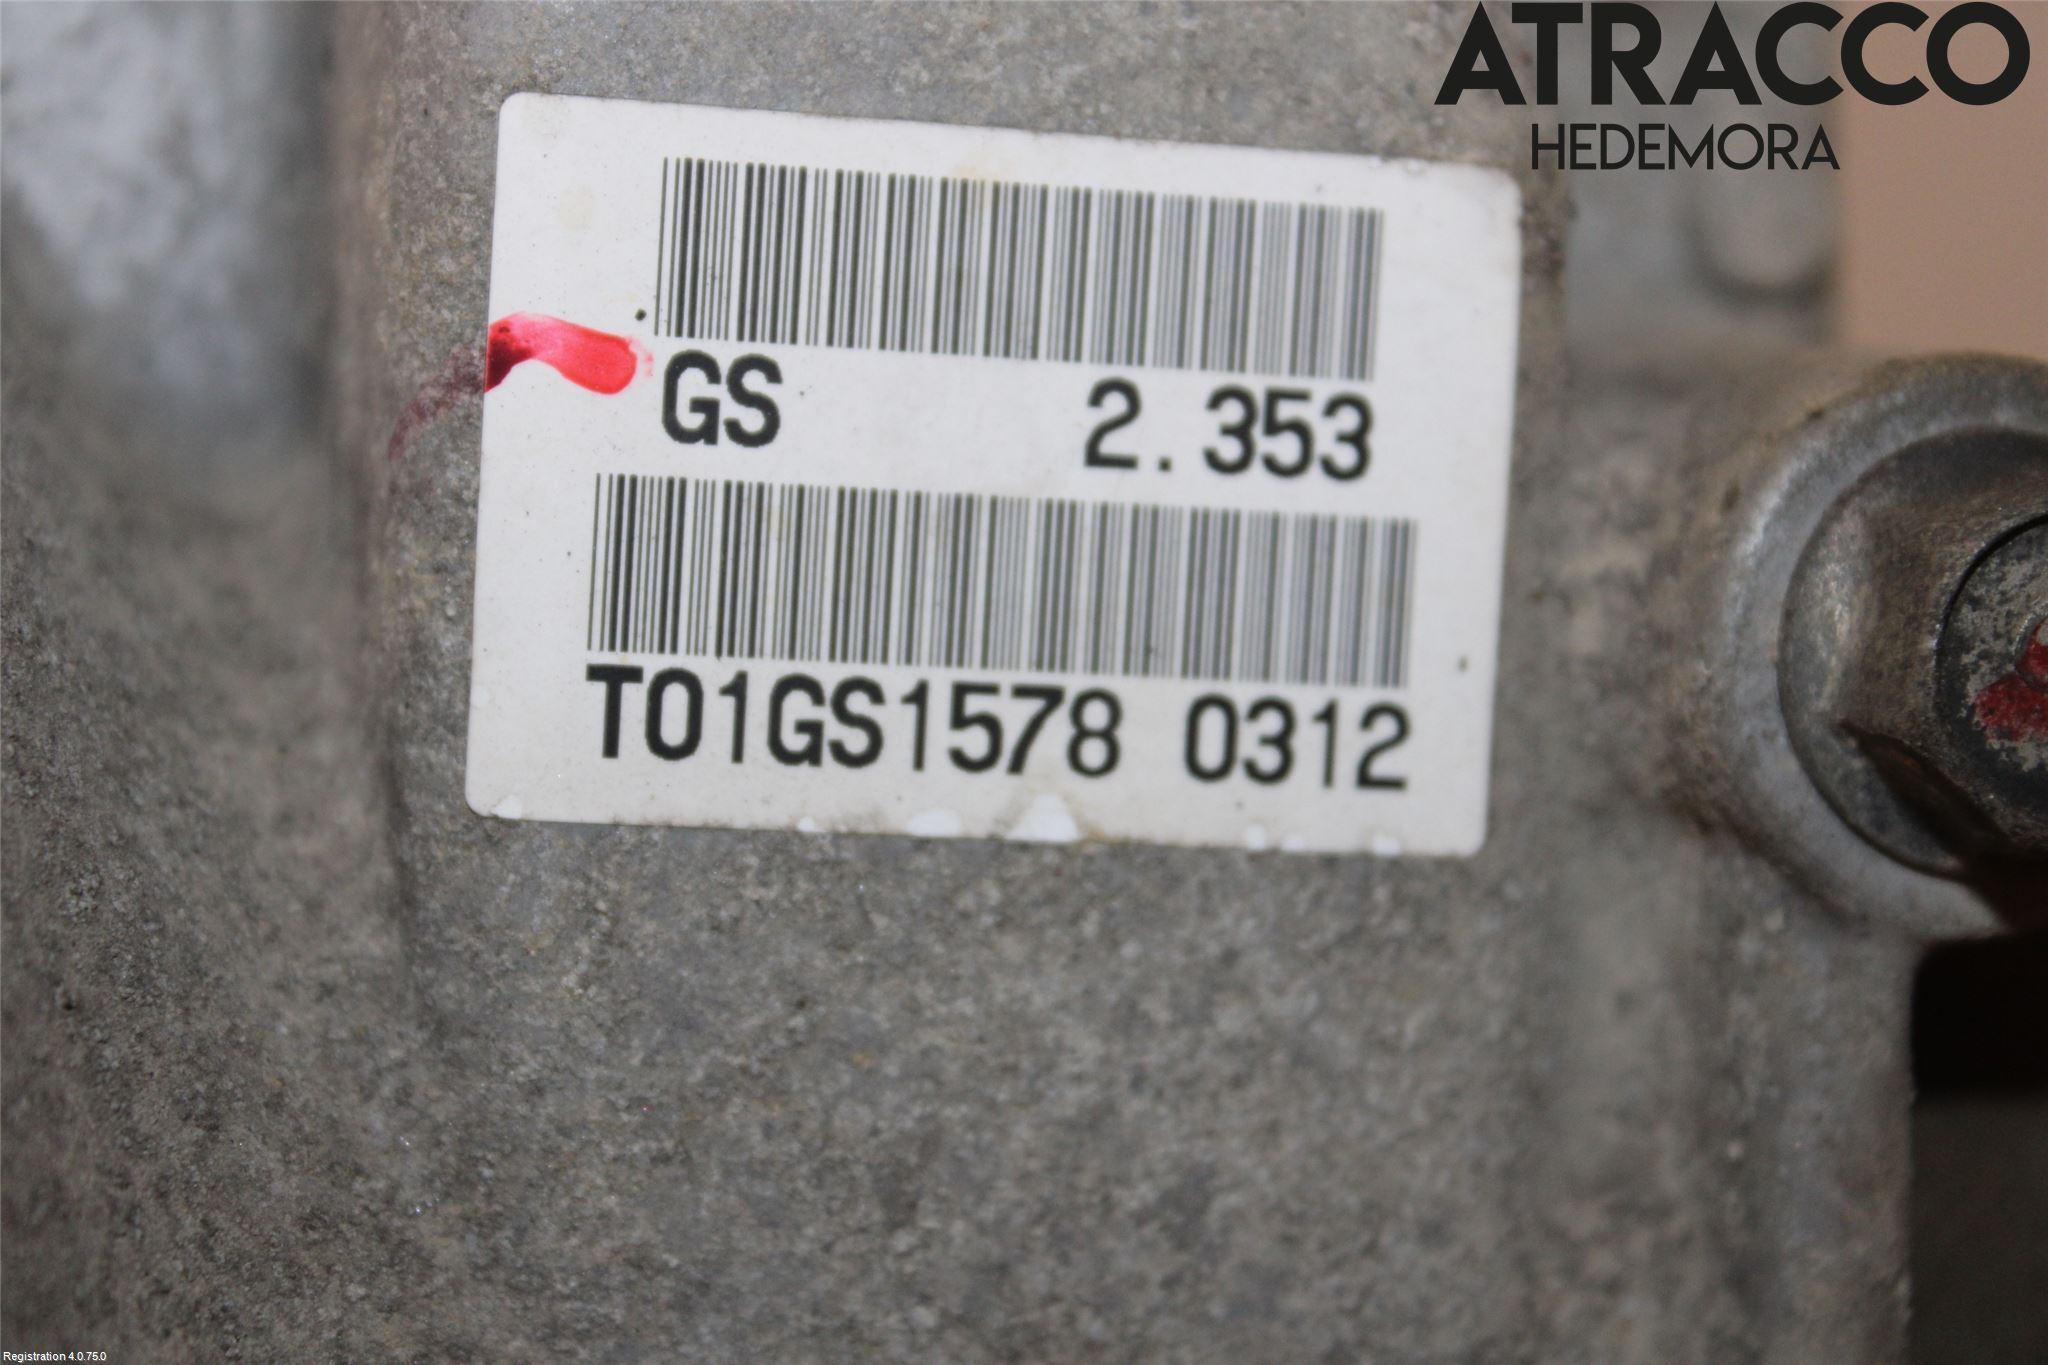 ATRACCO
HEDEMORA
GS 2.353
T01GS1578 0312
Registration 4.0.75.0